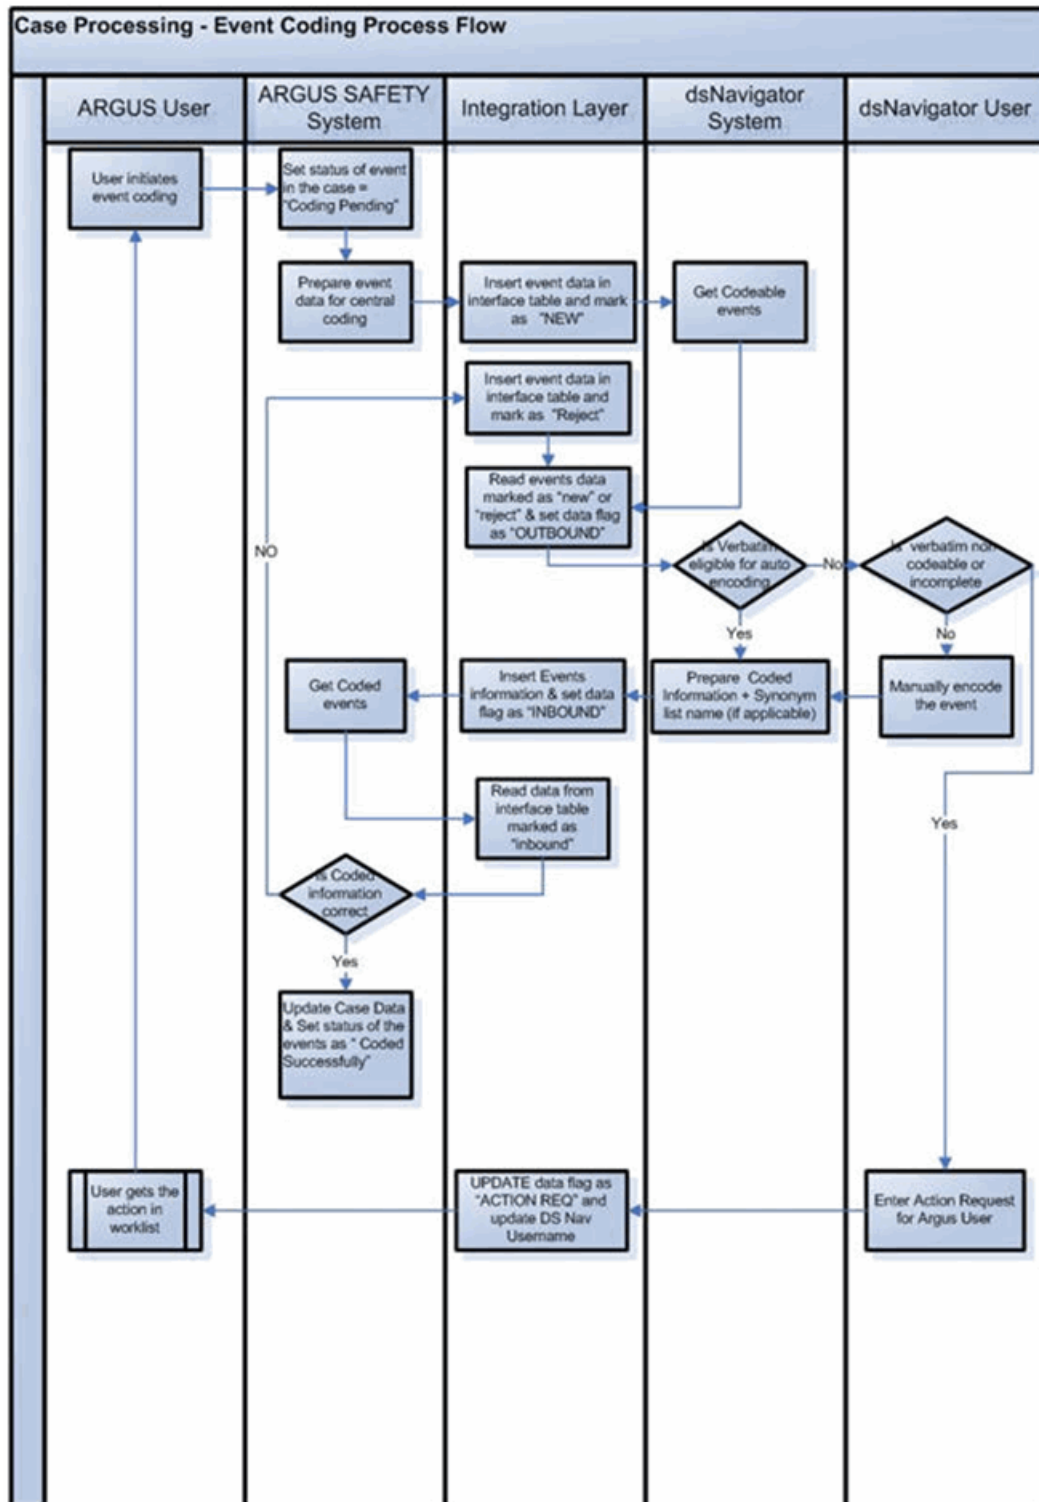 Case Processing - Event Coding Process Flow
ARGUS User
ARGUS SAFETY
System
Integration Layer
dsNavigator
System
dsNavigator User
User initiates
event coding
Set status of event
in the case =
"Coding Pending"
Prepare event
data for central
coding
Insert event data in
interface table and mark
as "NEW"
Get Codeable
events
Insert event data in
interface table and
mark as "Reject"
Read events data
marked as "new" or
"reject" & set data flag
as "OUTBOUND"
NO
Is Verbatim
eligible for auto
encoding
No
Is verbatim non
codeable or
incomplete
Yes
No
Get Coded
events
Insert Events
information & set data
flag as "INBOUND"
Prepare Coded
Information + Synonym
list name (if applicable)
Manually encode
the event
Read data from
interface table
marked as
"inbound"
Yes
Is Coded
information
correct
Yes
Update Case Data
& Set status of the
events as " Coded
Successfully"
User gets the
action in
worklist
UPDATE data flag as
"ACTION REQ" and
update DS Nav
Username
Enter Action Request
for Argus User